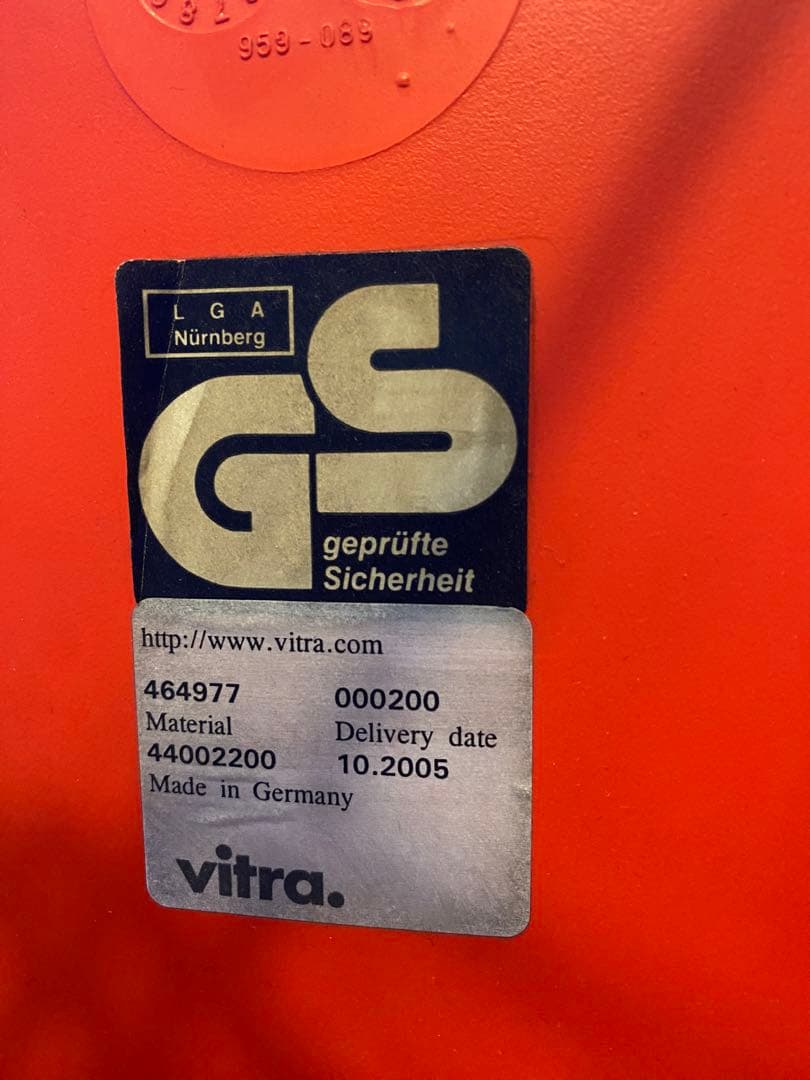 959-089
L G A
Nürnberg
GS
geprüfte
Sicherheit
http://www.vitra.com
464977 000200
Material Delivery date
44002200 10.2005
Made in Germany
vitra.